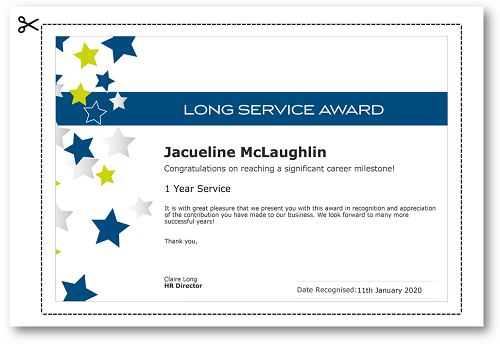 LONG SERVICE AWARD
Jacueline McLaughlin
Congratulations on reaching a significant career milestone!
1 Year Service
It is with great pleasure that we present you with this award in recognition and appreciation
of the contribution you have made to our business. We look forward to many more
successful years!
Thank you,
Claire Long
HR Director
Date Recognised: 11th January 2020